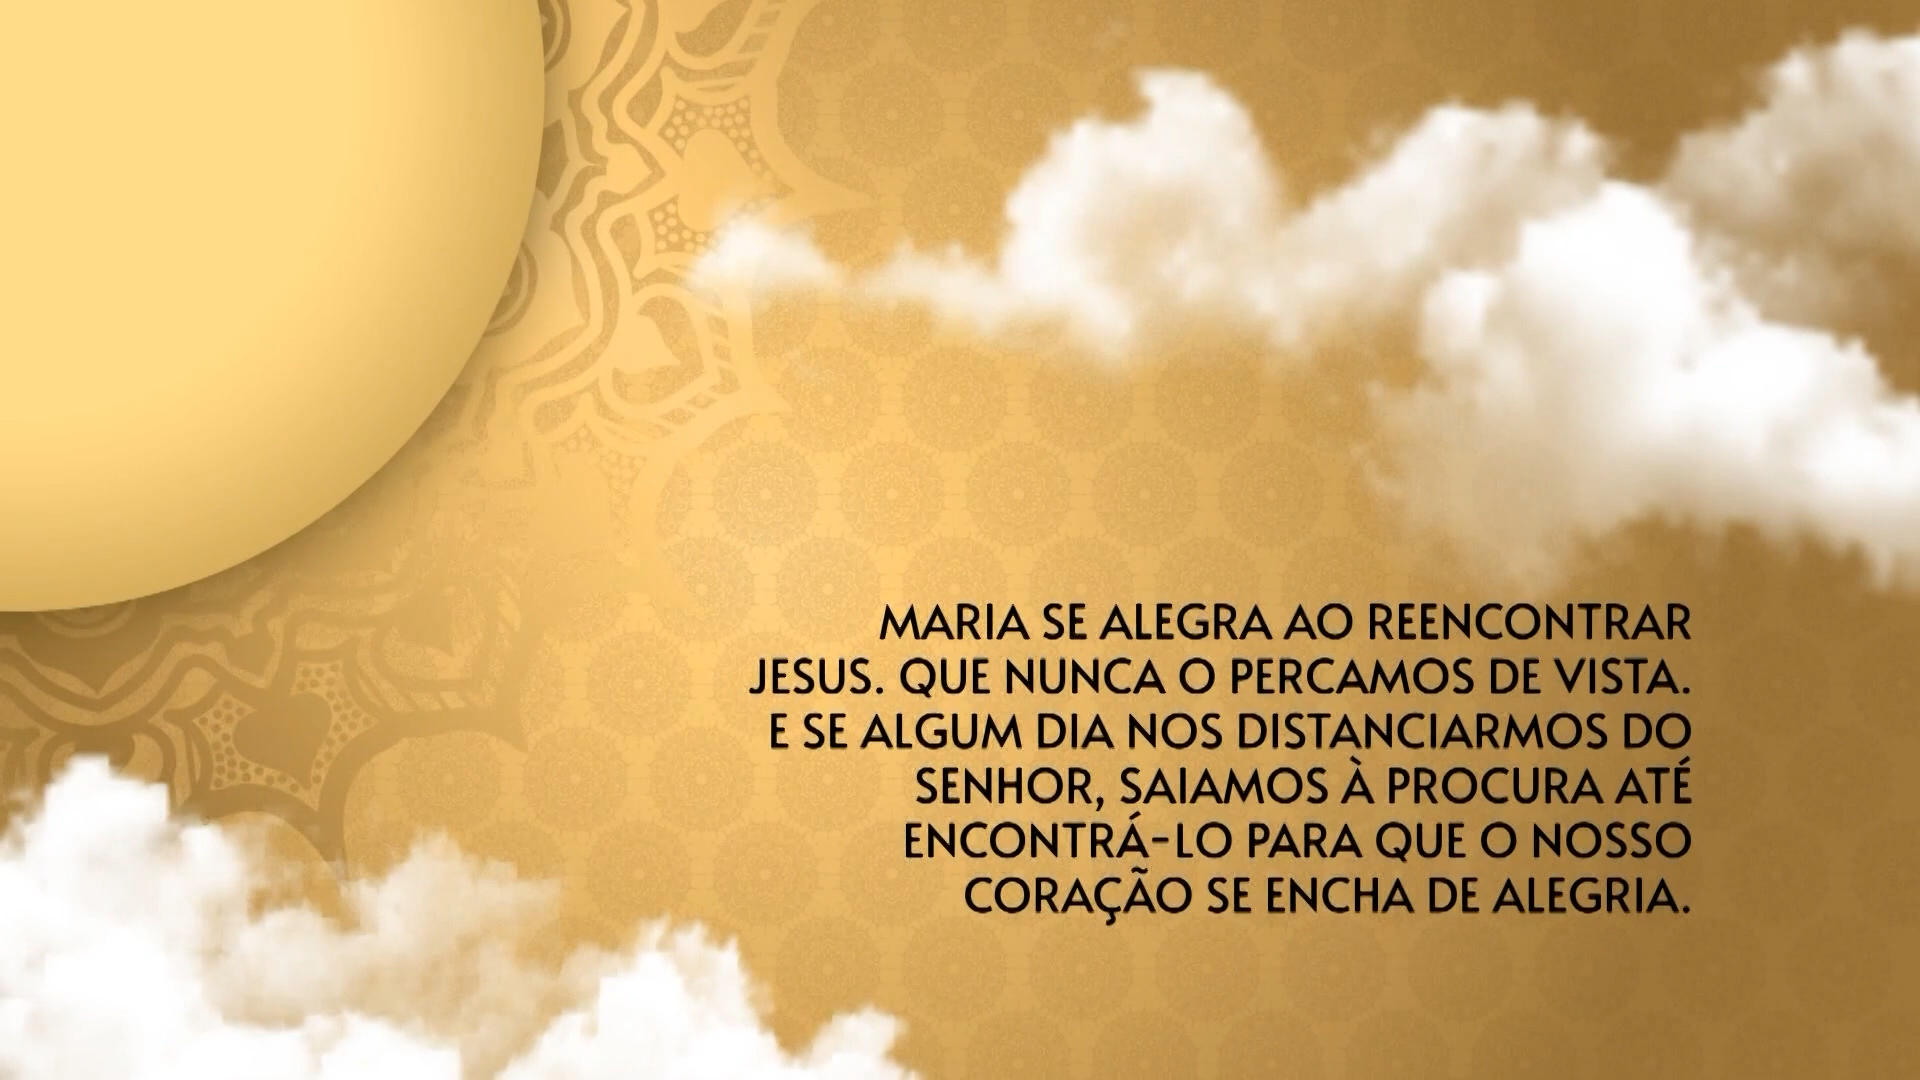 MARIA SE ALEGRA AO REENCONTRAR
JESUS. QUE NUNCA O PERCAMOS DE VISTA.
E SE ALGUM DIA NOS DISTANCIARMOS DO
SENHOR, SAIAMOS À PROCURA ATÉ
ENCONTRÁ-LO PARA QUE O NOSSO
CORAÇÃO SE ENCHA DE ALEGRIA.